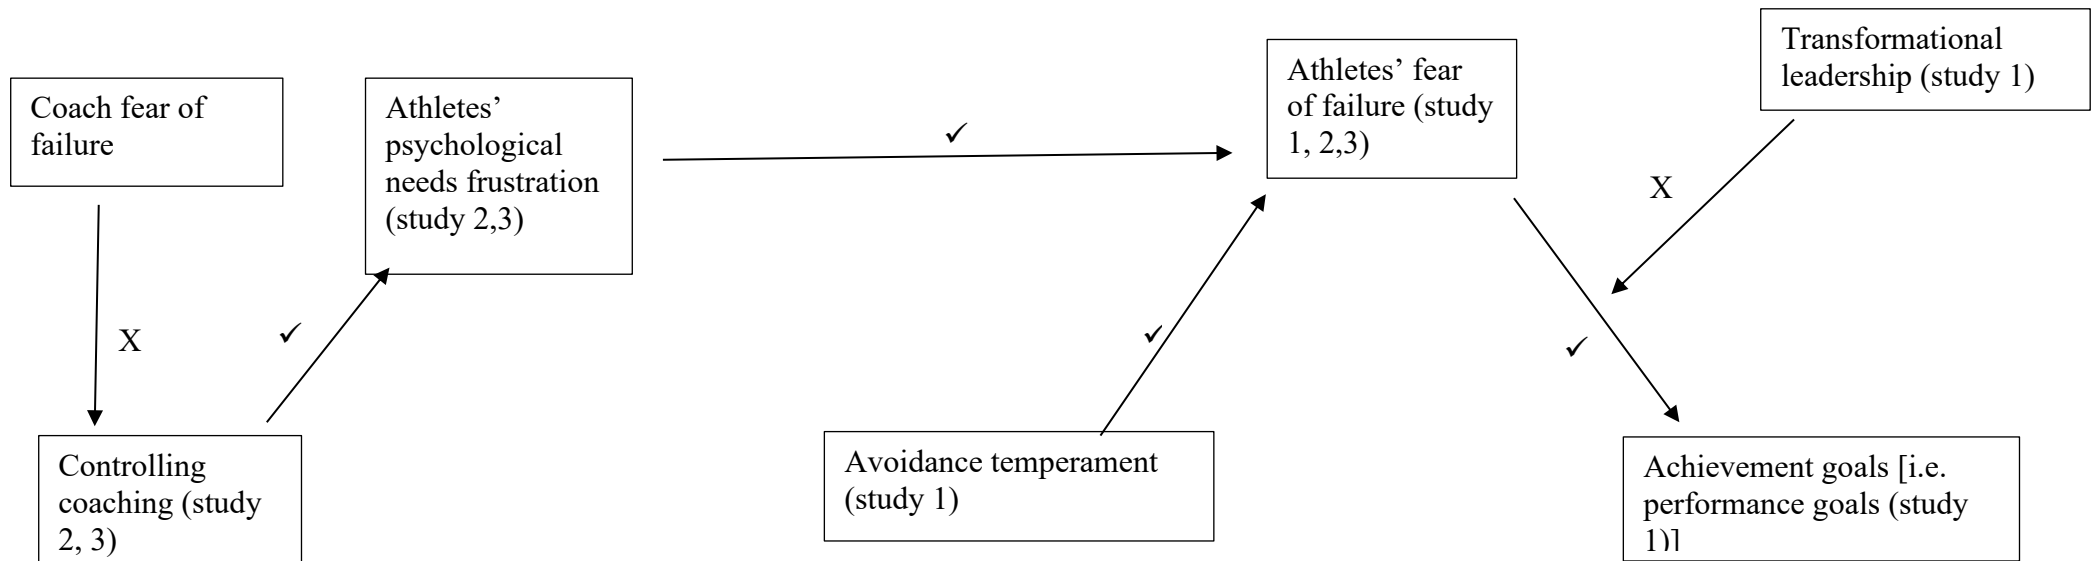 Coach fear of
failure
Athletes’
psychological
needs frustration
(study 2,3)
✓
Athletes’ fear
of failure (study
1, 2,3)
Transformational
leadership (study 1)
X
X
✓
✓
✓
Controlling
coaching (study
2, 3)
Avoidance temperament
(study 1)
Achievement goals [i.e.
performance goals (study
1)]